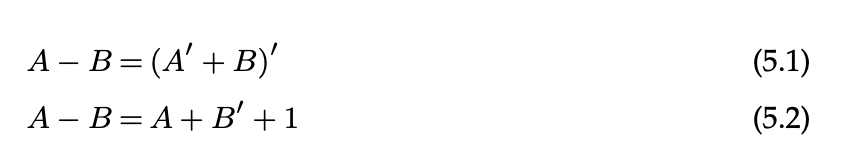 A − B = (A′ + B)′ (5.1)
A − B = A + B′ + 1 (5.2)